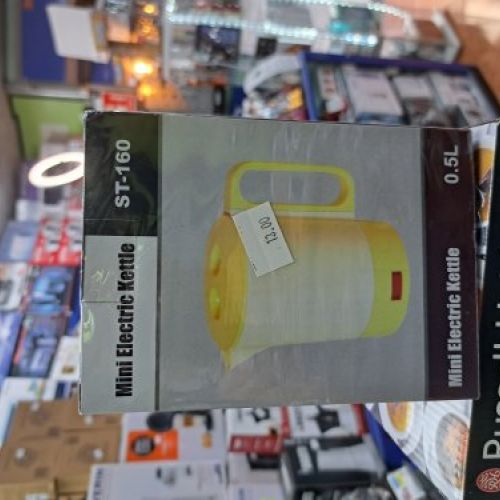 ST-160
Mini Electric Kettle
13.00
0.5L
Mini Electric Kettle